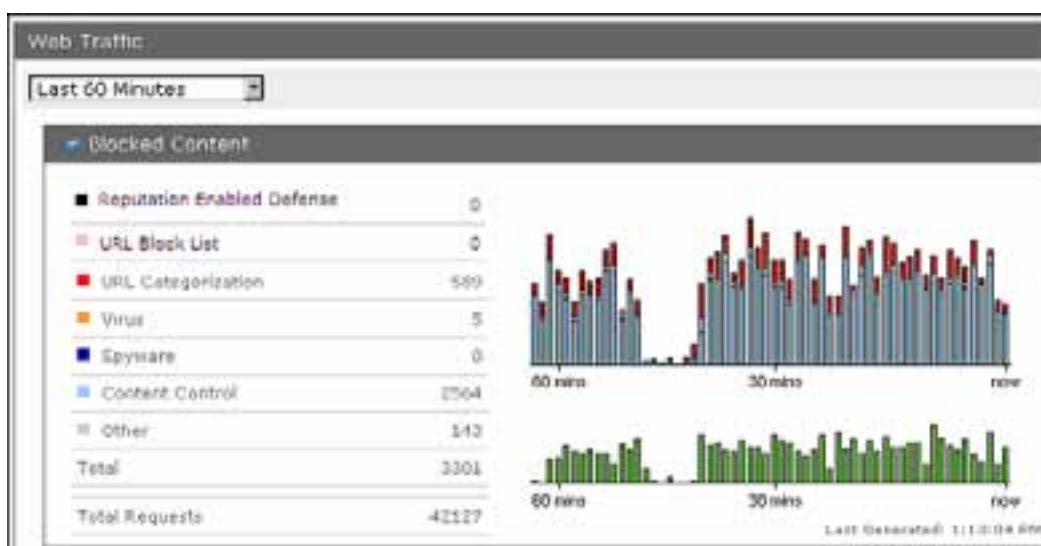 Web Traffic
Last 60 Minutes
Blocked Content
Reputation Enabled Defense 0
URL Block List 0
URL Categorization 589
Virus 5
Spyware 0
Content Control 2564
Other 143
Total 3301
Total Requests 42127
60 mins 30 mins now
60 mins 30 mins now
Last Generated: